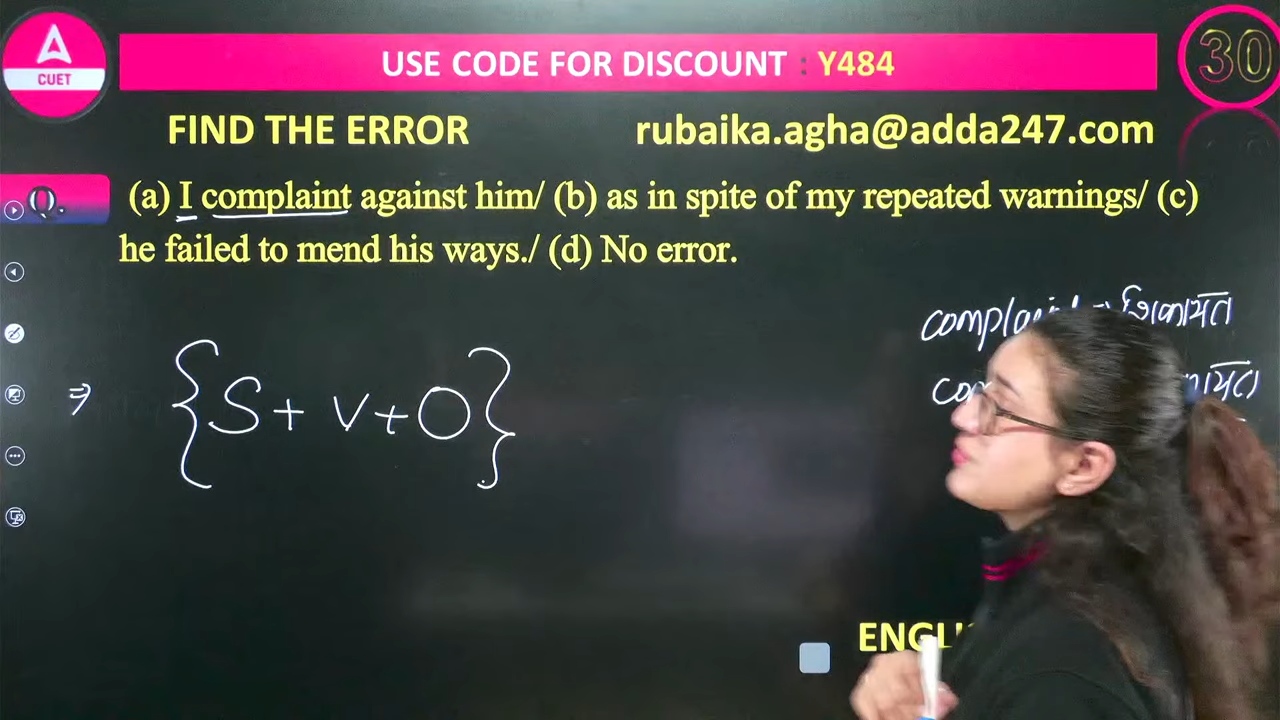 CUET
USE CODE FOR DISCOUNT : Y484
30
FIND THE ERROR
rubaika.agha@adda247.com
Q.
(a) I complaint against him/ (b) as in spite of my repeated warnings/ (c)
he failed to mend his ways./ (d) No error.
शिकायत
⇒ {S + V + O}